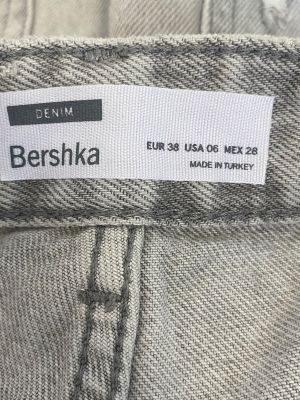 DENIM
Bershka
EUR 38 USA 06 MEX 28
MADE IN TURKEY